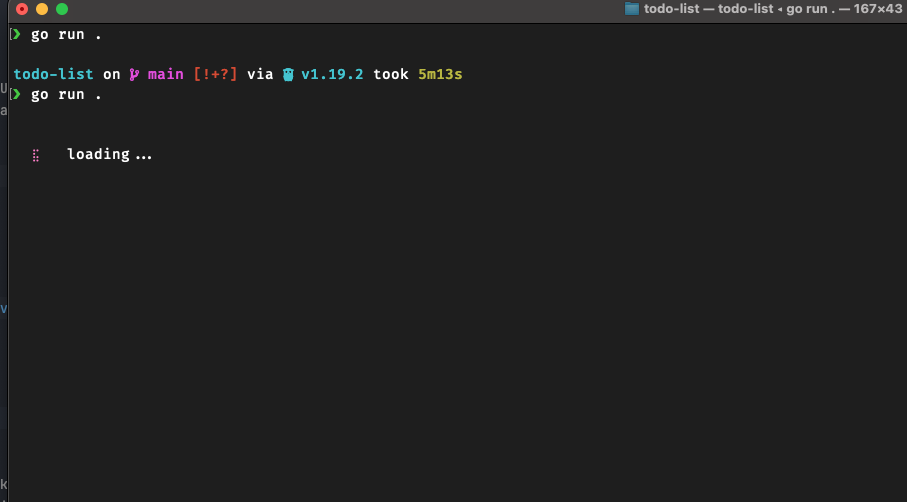 todo-list — todo-list ◂ go run . — 167×43
❯ go run .
todo-list on main [!+?] via v1.19.2 took 5m13s
❯ go run .
loading...
U
a
v
k